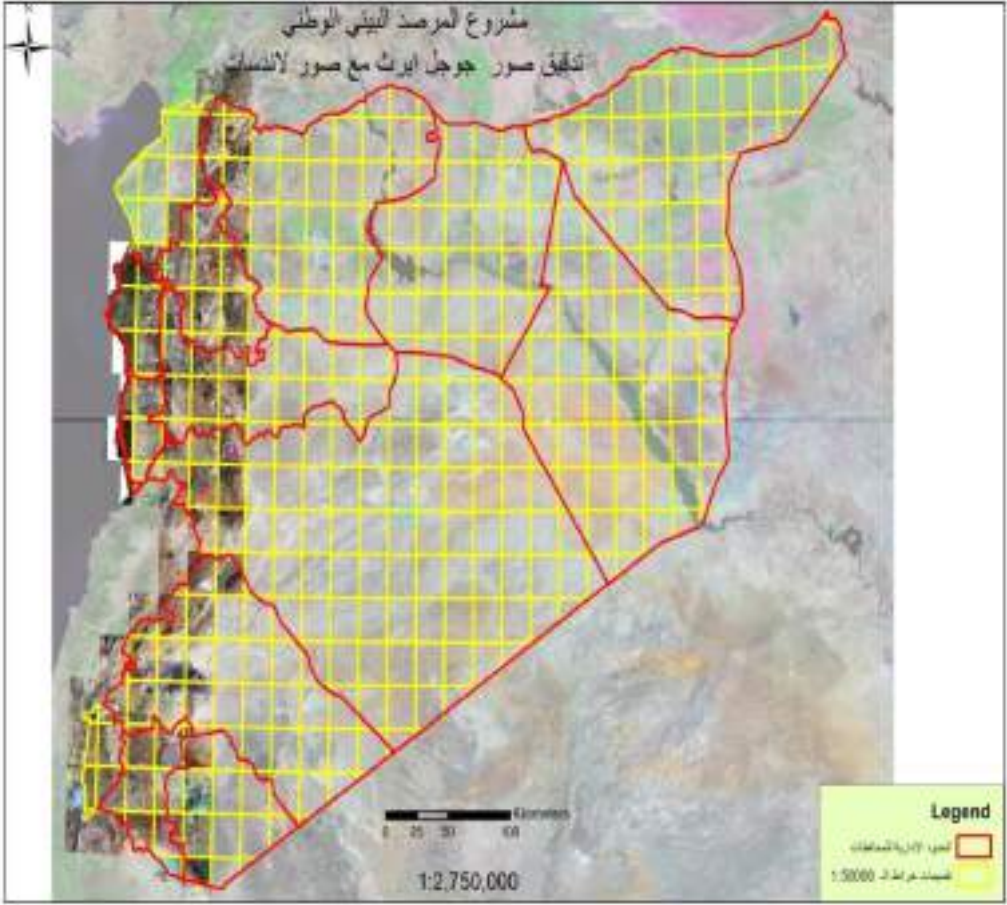 مشروع المرصد البيئي الوطني
تدقيق صور جوجل ايرث مع صور لاندسات
Kilometers
0 25 50 100
1:2,750,000
Legend
الحدود الادارية للمحافظات
تقسيمات خرائط الـ 1:50000